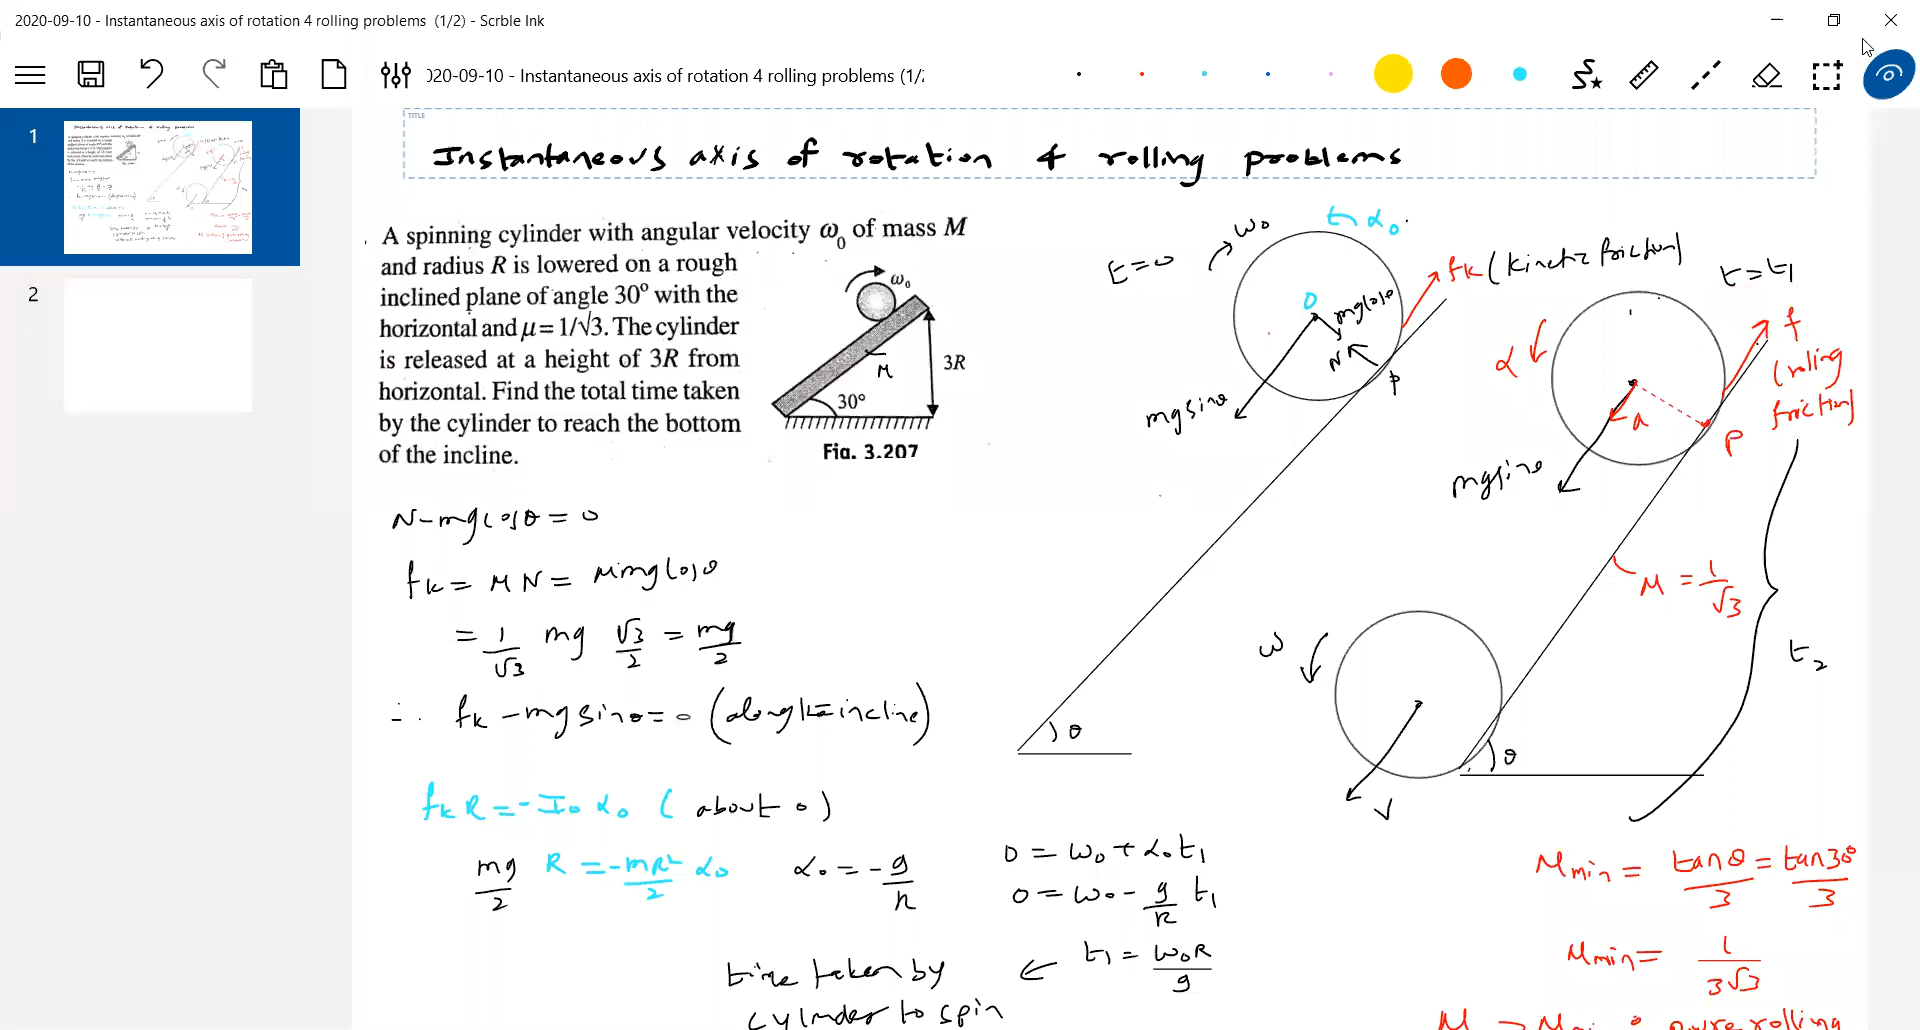 2020-09-10 - Instantaneous axis of rotation 4 rolling problems (1/2) - Scrble Ink
020-09-10 - Instantaneous axis of rotation 4 rolling problems (1/2
1
2
TITLE
Instantaneous axis of rotation 4 rolling problems
A spinning cylinder with angular velocity ω₀ of mass M
and radius R is lowered on a rough
inclined plane of angle 30° with the
horizontal and μ = 1/√3. The cylinder
is released at a height of 3R from
horizontal. Find the total time taken
by the cylinder to reach the bottom
of the incline.
ω₀
μ
3R
30°
Fig. 3.207
N - mg cosθ = 0
fk = μN = μmg cosθ
= 1/√3 mg √3/2 = mg/2
∴ fk - mg sinθ = 0 (along the incline)
fk R = - I₀ α₀ (about O)
mg/2 R = - mR²/2 α₀ α₀ = - g/R
0 = ω₀ + α₀t₁
0 = ω₀ - g/R t₁
t₁ = ω₀R/g
time taken by
cylinder to spin
t=0
ω₀
α₀
fk (kinetic friction)
O
mg cosθ
N
P
mg sinθ
θ
t = t₁
α
f
(rolling
friction)
a
P
mg sinθ
μ = 1/√3
t₂
ω
θ
v
μmin = tanθ/3 = tan30°/3
μmin = 1/3√3
μ > μmin : pure rolling